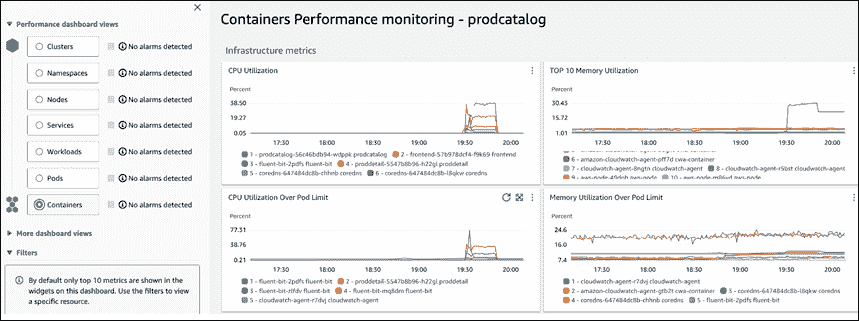 Performance dashboard views
Clusters
No alarms detected
Namespaces
No alarms detected
Nodes
No alarms detected
Services
No alarms detected
Workloads
No alarms detected
Pods
No alarms detected
Containers
No alarms detected
More dashboard views
Filters
By default only top 10 metrics are shown in the
widgets on this dashboard. Use the filters to view
a specific resource.
Containers Performance monitoring - prodcatalog
Infrastructure metrics
CPU Utilization
Percent
38.50
19.27
0.05
17:30 18:00 18:30 19:00 19:30 20:00
1 - prodcatalog-56c46bdb94-wdppk prodcatalog 2 - frontend-57b978dcf4-f9k69 frontend
3 - fluent-bit-2pdfs fluent-bit 4 - proddetail-5547b8b96-h22gl proddetail
5 - coredns-647484dc8b-chhnb coredns 6 - coredns-647484dc8b-l8qkw coredns
TOP 10 Memory Utilization
Percent
30.45
15.72
1.01
17:30 18:00 18:30 19:00 19:30 20:00
6 - amazon-cloudwatch-agent-pff7d cwa-container
7 - cloudwatch-agent-8ngtn cloudwatch-agent 8 - cloudwatch-agent-r5bst cloudwatch-agent
CPU Utilization Over Pod Limit
Percent
77.31
38.76
0.21
17:30 18:00 18:30 19:00 19:30 20:00
1 - fluent-bit-2pdfs fluent-bit 2 - proddetail-5547b8b96-h22gl proddetail
3 - fluent-bit-ztfdv fluent-bit 4 - fluent-bit-mq8dm fluent-bit
5 - cloudwatch-agent-r7dvj cloudwatch-agent
Memory Utilization Over Pod Limit
Percent
24.6
16.0
7.4
17:30 18:00 18:30 19:00 19:30 20:00
1 - cloudwatch-agent-r7dvj cloudwatch-agent
2 - amazon-cloudwatch-agent-gtb2t cwa-container 3 - coredns-647484dc8b-l8qkw coredns
4 - coredns-647484dc8b-chhnb coredns 5 - fluent-bit-2pdfs fluent-bit